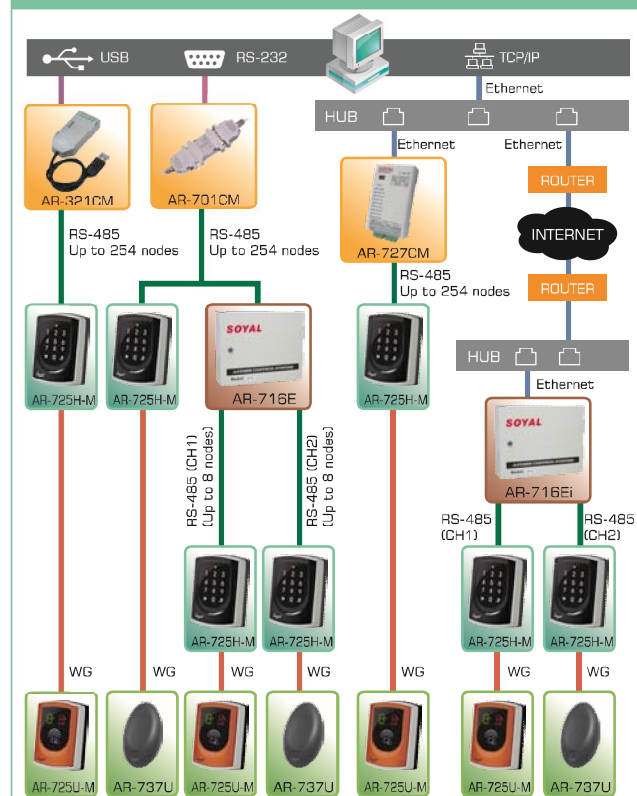 USB
RS-232
TCP/IP
Ethernet
HUB
Ethernet
Ethernet
AR-321CM
AR-701CM
AR-727CM
ROUTER
INTERNET
ROUTER
RS-485
Up to 254 nodes
RS-485
Up to 254 nodes
RS-485
Up to 254 nodes
AR-725H-M
AR-725H-M
SOYAL
AR-716E
AR-725H-M
HUB
Ethernet
SOYAL
AR-716Ei
RS-485 (CH1)
(Up to 8 nodes)
RS-485 (CH2)
(Up to 8 nodes)
RS-485
(CH1)
RS-485
(CH2)
AR-725H-M
AR-725H-M
AR-725H-M
AR-725H-M
WG
WG
WG
WG
WG
WG
WG
AR-725U-M
AR-737U
AR-725U-M
AR-737U
AR-725U-M
AR-725U-M
AR-737U